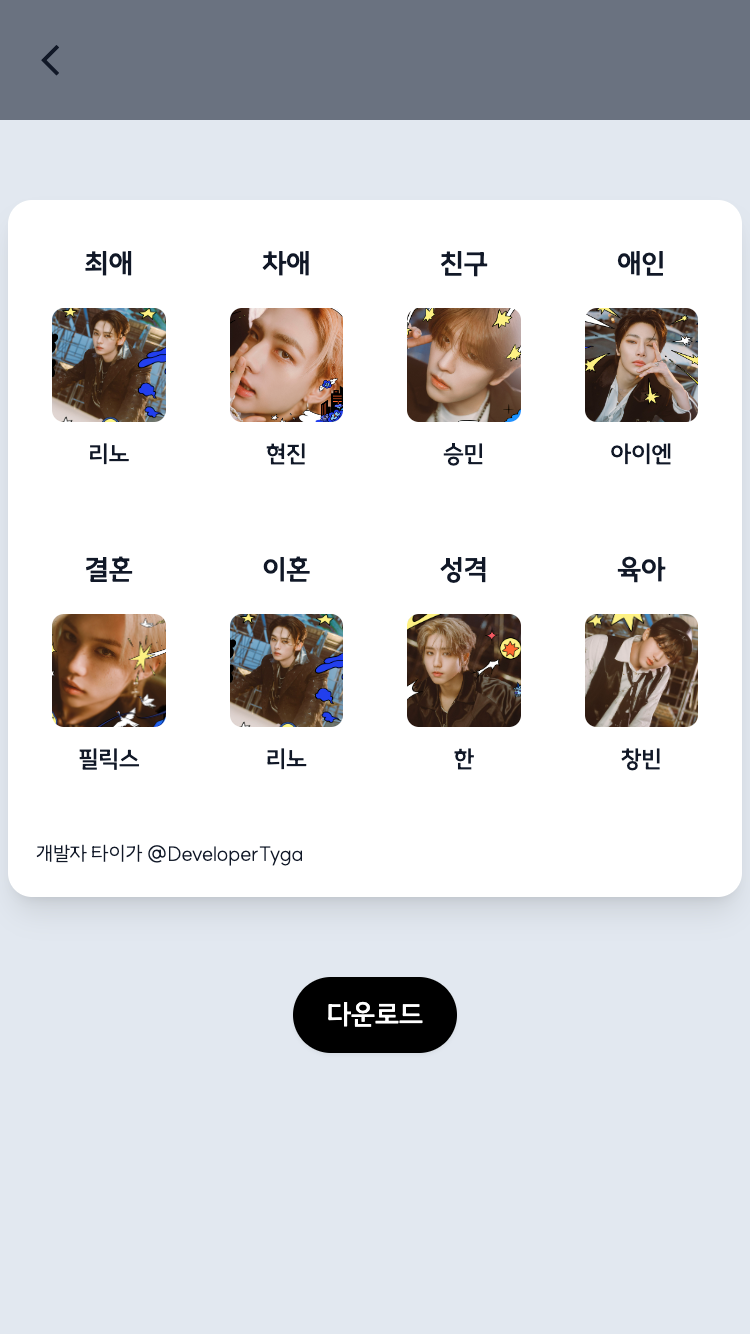 최애 차애 친구 애인
리노 현진 승민 아이엔
결혼 이혼 성격 육아
필릭스 리노 한 창빈
개발자 타이가 @DeveloperTyga
다운로드